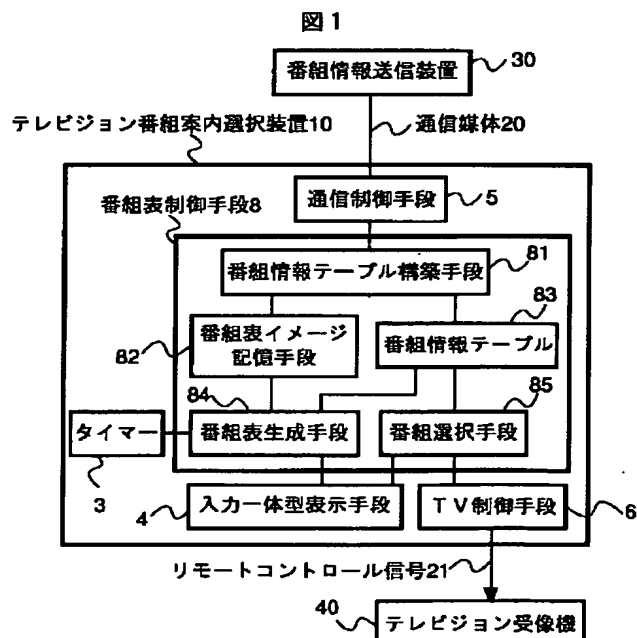 図1
番組情報送信装置
30
テレビジョン番組案内選択装置10
通信媒体20
通信制御手段
5
番組表制御手段8
81
番組情報テーブル構築手段
83
番組表イメージ
記憶手段
82
番組情報テーブル
84
85
タイマー
番組表生成手段
番組選択手段
3
4
入力一体型表示手段
TV制御手段
6
リモートコントロール信号21
40
テレビジョン受像機